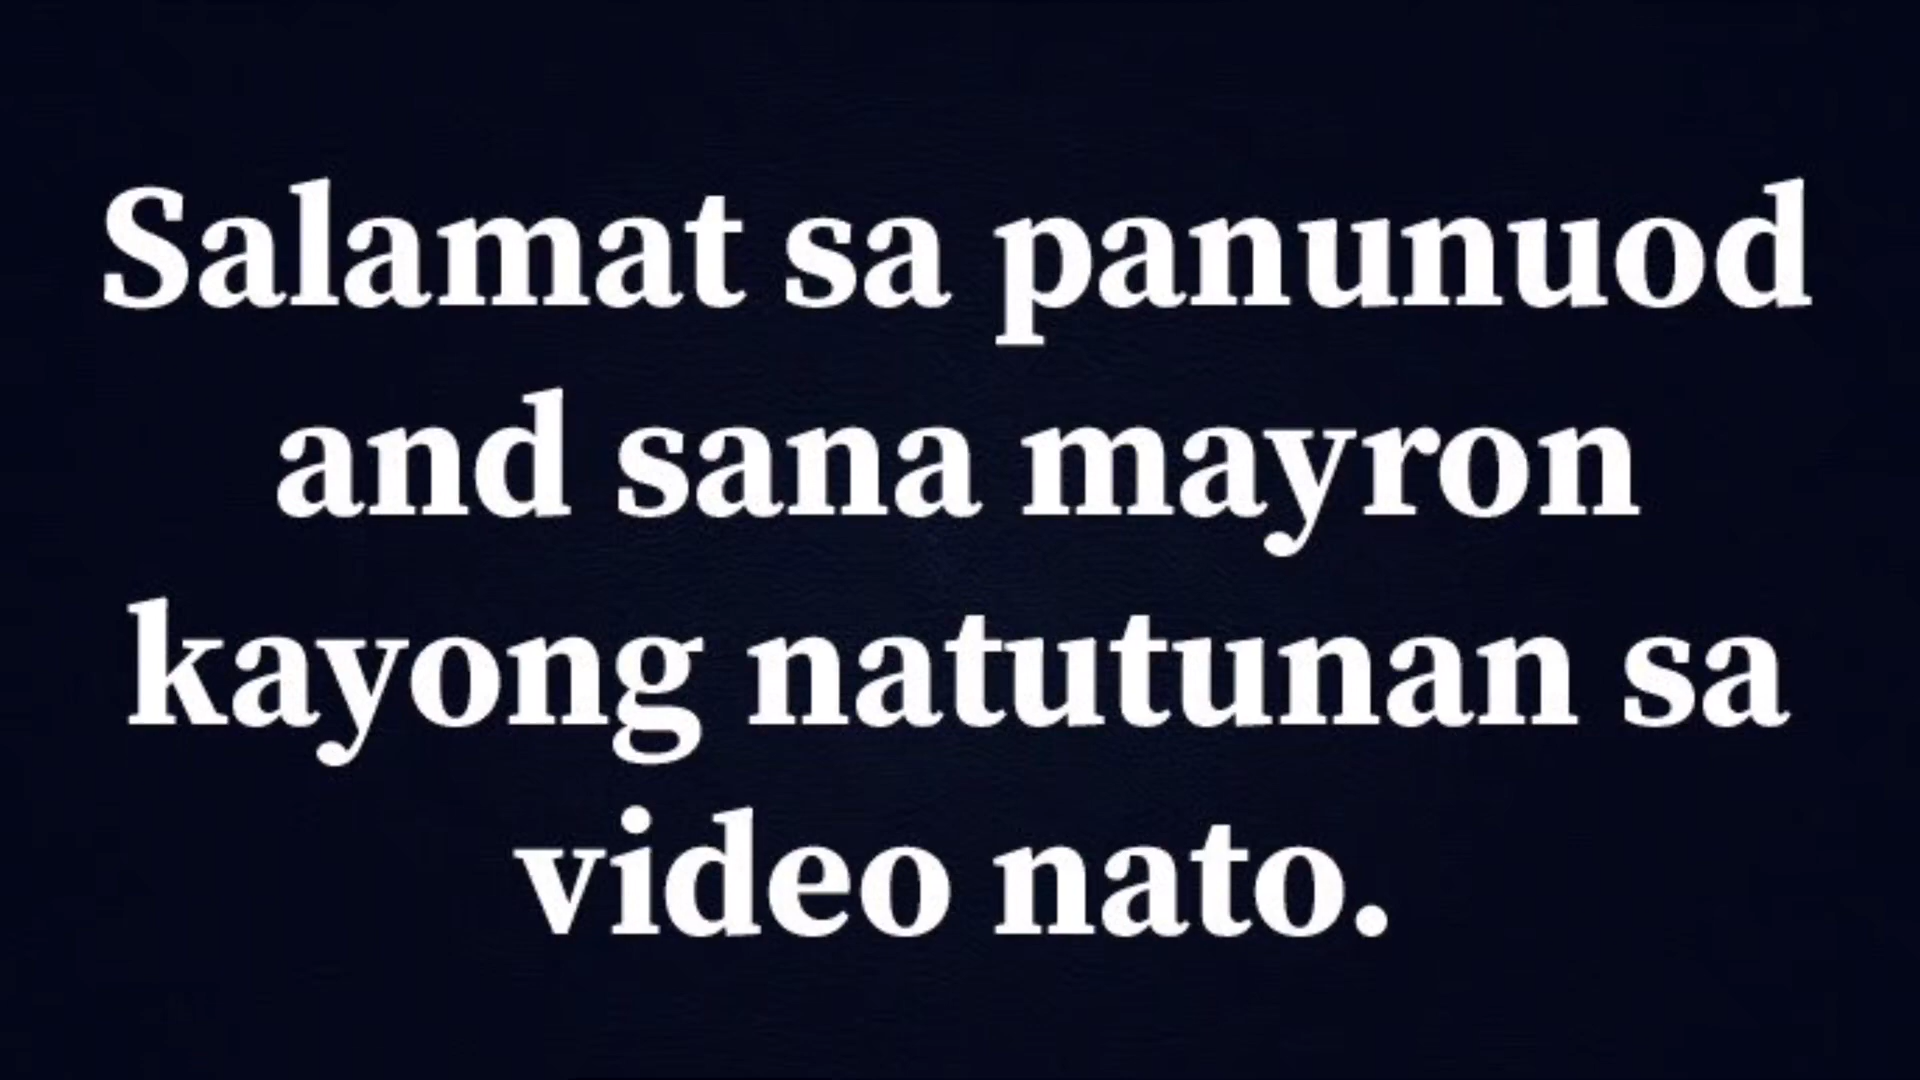 Salamat sa panunuod
and sana mayron
kayong natutunan sa
video nato.